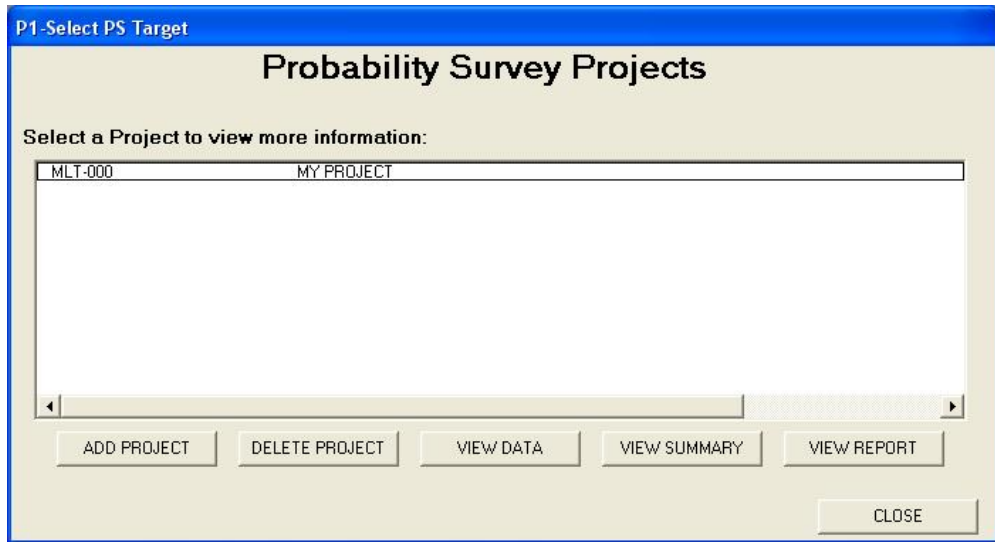 P1-Select PS Target
Probability Survey Projects
Select a Project to view more information:
MLT-000 MY PROJECT
ADD PROJECT DELETE PROJECT VIEW DATA VIEW SUMMARY VIEW REPORT
CLOSE